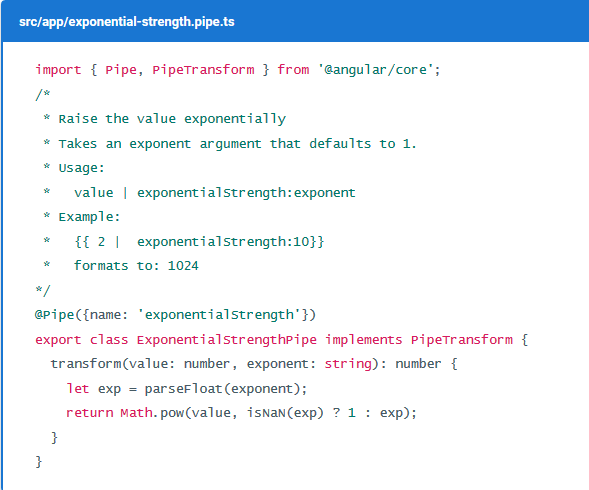 src/app/exponential-strength.pipe.ts
import { Pipe, PipeTransform } from '@angular/core';
/*
 * Raise the value exponentially
 * Takes an exponent argument that defaults to 1.
 * Usage:
 *   value | exponentialStrength:exponent
 * Example:
 *   {{ 2 |  exponentialStrength:10}}
 *   formats to: 1024
*/
@Pipe({name: 'exponentialStrength'})
export class ExponentialStrengthPipe implements PipeTransform {
  transform(value: number, exponent: string): number {
    let exp = parseFloat(exponent);
    return Math.pow(value, isNaN(exp) ? 1 : exp);
  }
}